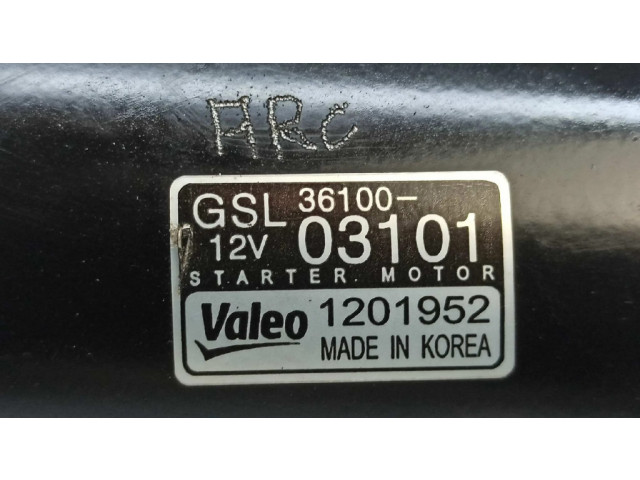 ARC
GSL 36100-
12V 03101
STARTER MOTOR
Valeo 1201952
MADE IN KOREA